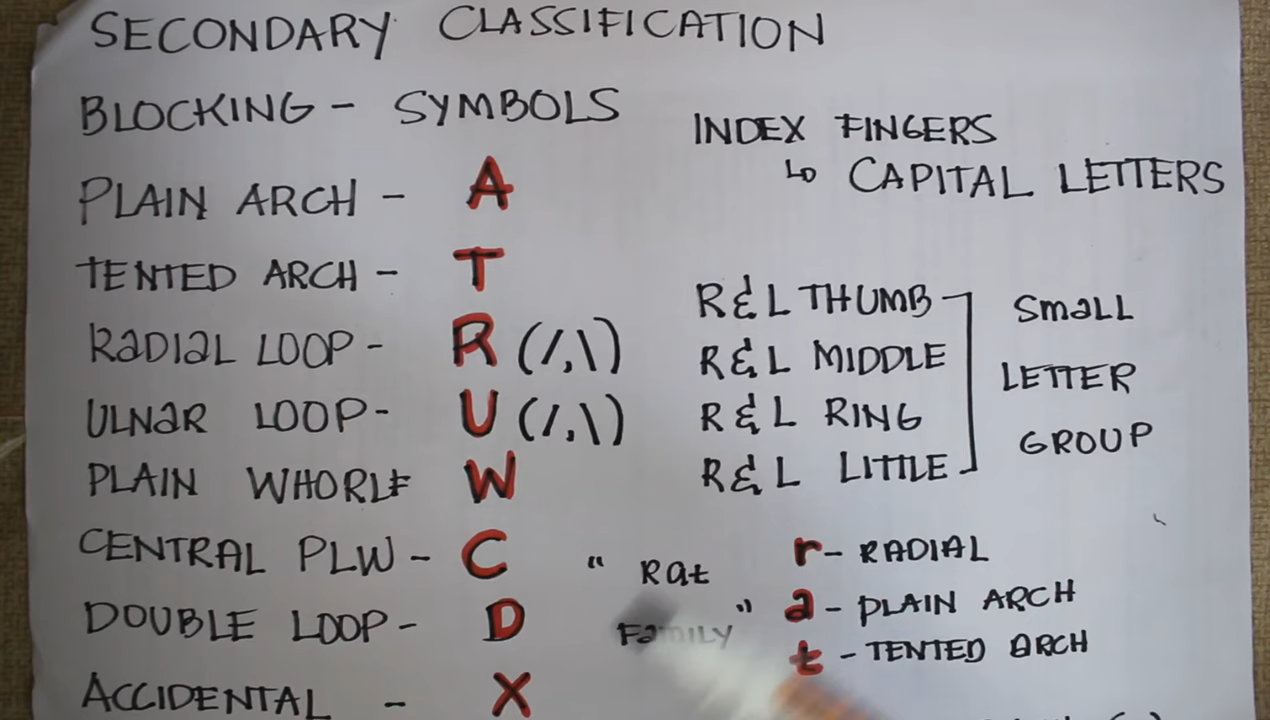 SECONDARY CLASSIFICATION
BLOCKING - SYMBOLS
PLAIN ARCH - A
TENTED ARCH - T
RaDIaL LOOP - R (/,\)
ULNaR LOOP- U (/,\)
PLAIN WHORLE W
CENTRAL PLW - C
DOUBLE LOOP - D
ACCIDENTAL - X
INDEX FINGERS
↳ CAPITAL LETTERS
R & L THUMB
R & L MIDDLE
R & L RING
R & L LITTLE
SmaLL
LETTER
GROUP
" Rat
FamILY "
r - RADIAL
a - PLAIN ARCH
t - TENTED ARCH